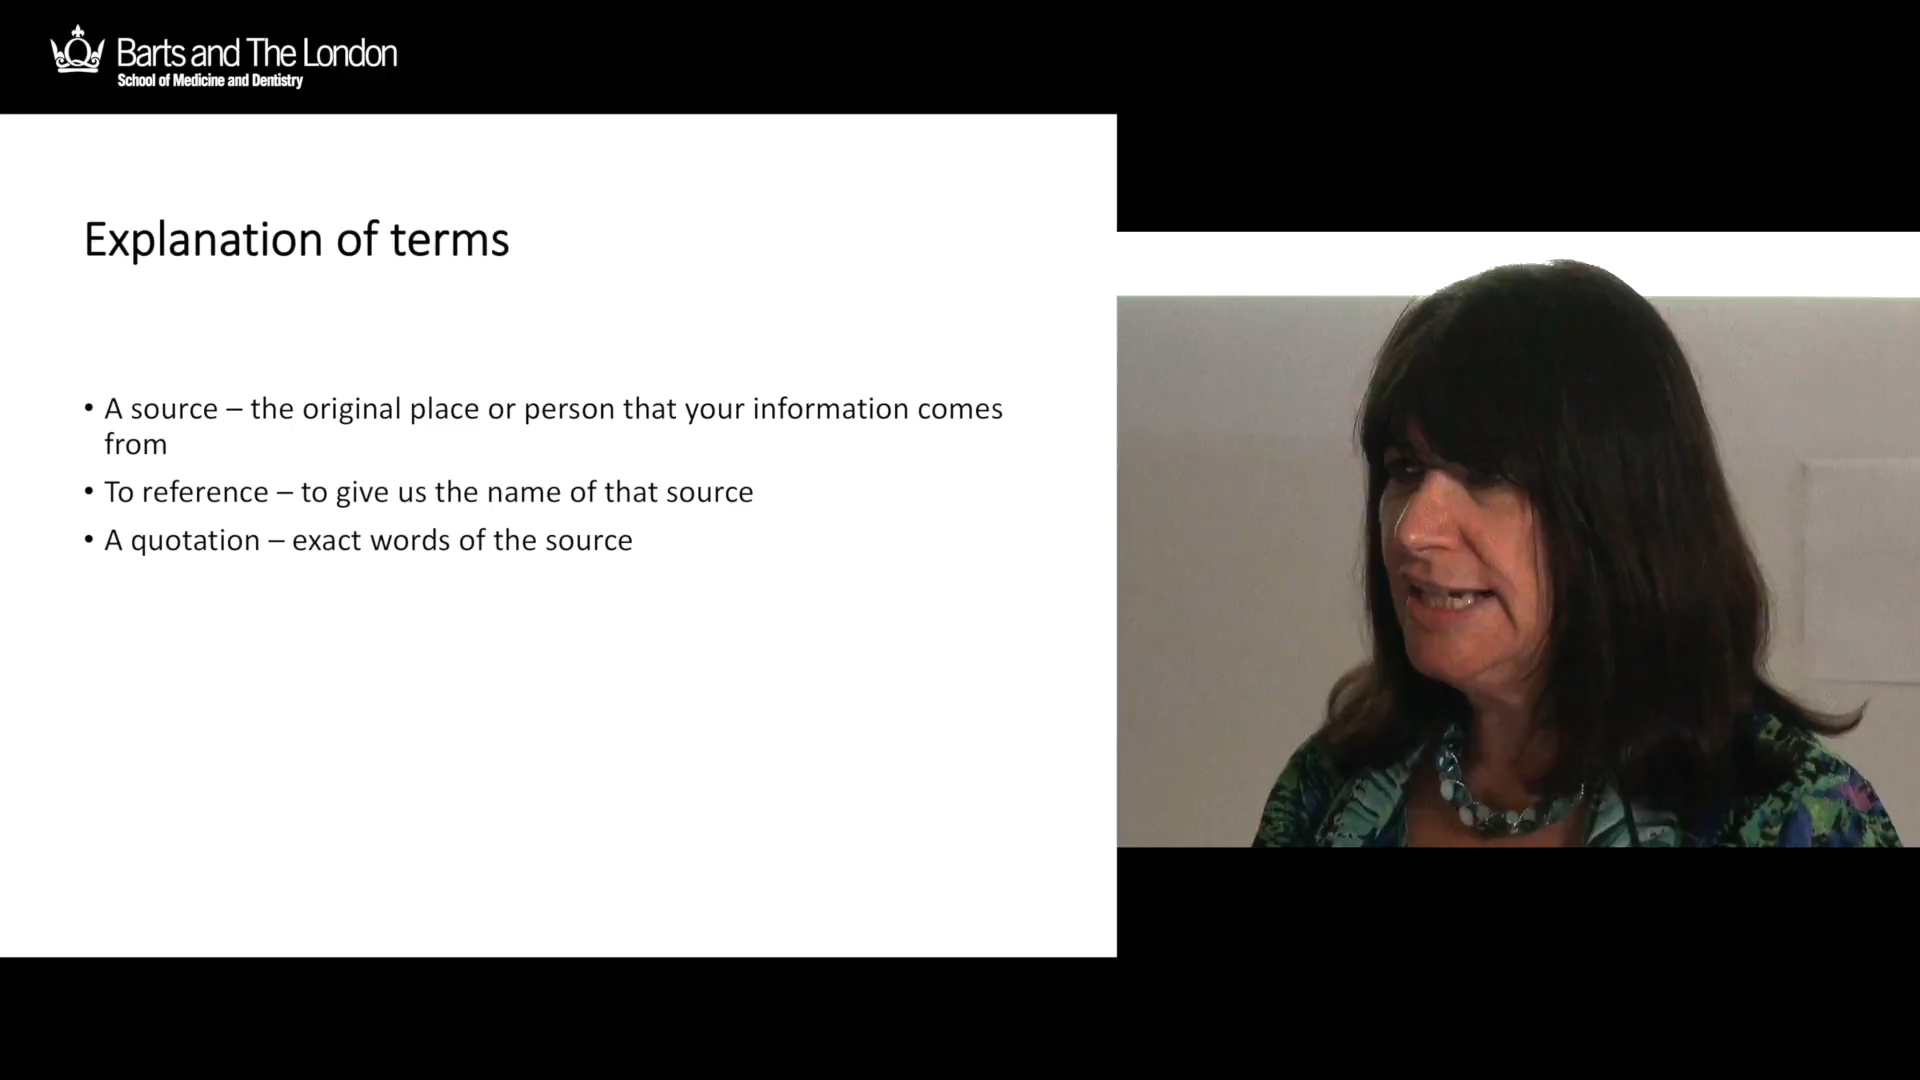 Barts and The London
School of Medicine and Dentistry
Explanation of terms
• A source – the original place or person that your information comes
from
• To reference – to give us the name of that source
• A quotation – exact words of the source